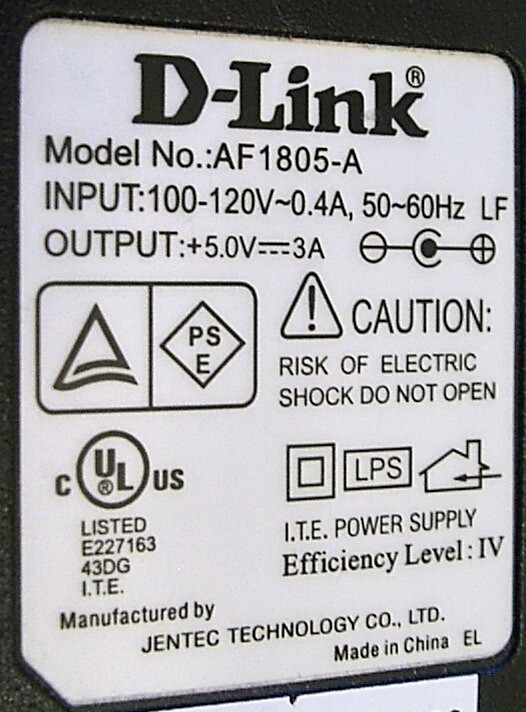 D-Link®
Model No.:AF1805-A
INPUT:100-120V~0.4A, 50~60Hz LF
OUTPUT:+5.0V⎓3A
PS
E
CAUTION:
RISK OF ELECTRIC
SHOCK DO NOT OPEN
C UL® US
LISTED
E227163
43DG
I.T.E.
LPS
I.T.E. POWER SUPPLY
Efficiency Level : IV
Manufactured by
JENTEC TECHNOLOGY CO., LTD.
Made in China EL